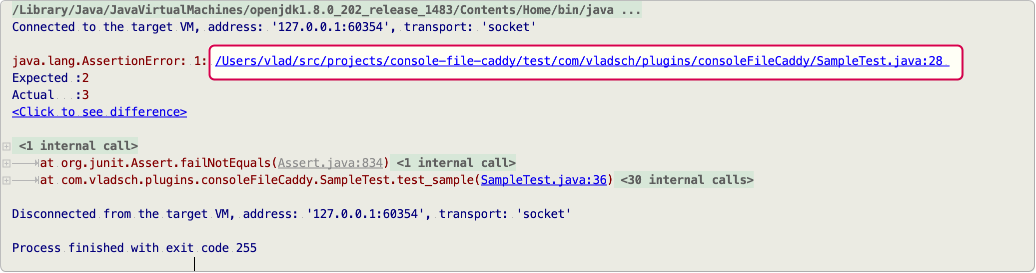 /Library/Java/JavaVirtualMachines/openjdk1.8.0_202_release_1483/Contents/Home/bin/java ...
Connected to the target VM, address: '127.0.0.1:60354', transport: 'socket'
java.lang.AssertionError: 1: /Users/vlad/src/projects/console-file-caddy/test/com/vladsch/plugins/consoleFileCaddy/SampleTest.java:28
Expected :2
Actual   :3
<Click to see difference>
<1 internal call>
at org.junit.Assert.failNotEquals(Assert.java:834) <1 internal call>
at com.vladsch.plugins.consoleFileCaddy.SampleTest.test_sample(SampleTest.java:36) <30 internal calls>
Disconnected from the target VM, address: '127.0.0.1:60354', transport: 'socket'
Process finished with exit code 255